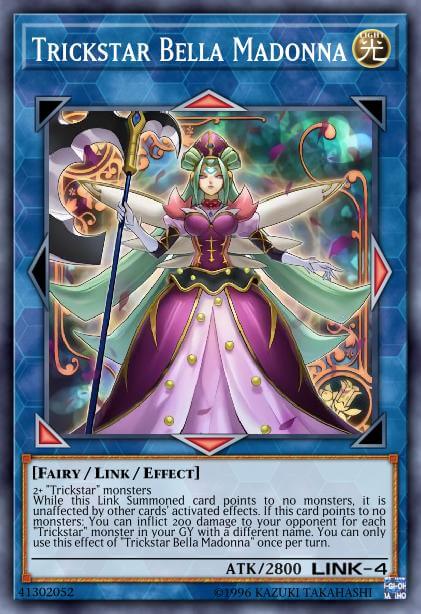 TRICKSTAR BELLA MADONNA
LIGHT
光
[FAIRY / LINK / EFFECT]
2+ "Trickstar" monsters
While this Link Summoned card points to no monsters, it is
unaffected by other cards' activated effects. If this card points to no
monsters: You can inflict 200 damage to your opponent for each
"Trickstar" monster in your GY with a different name. You can only
use this effect of "Trickstar Bella Madonna" once per turn.
ATK/2800 LINK-4
41302052
©1996 KAZUKI TAKAHASHI